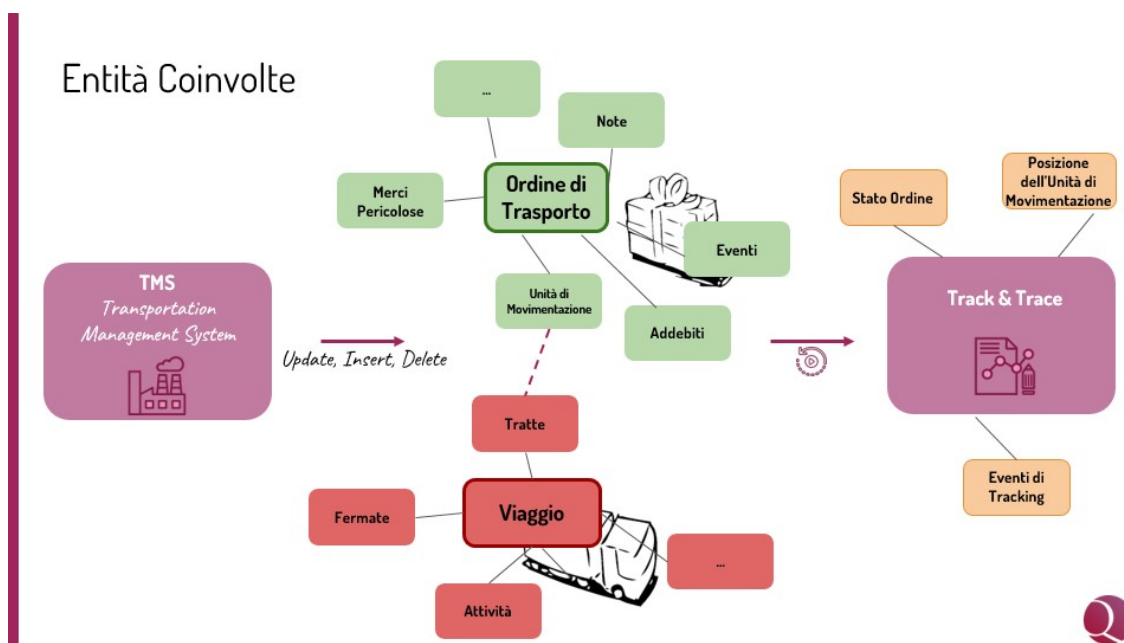 Entità Coinvolte
...
Note
Merci
Pericolose
Ordine di
Trasporto
Eventi
Unità di
Movimentazione
Addebiti
TMS
Transportation
Management System
Update, Insert, Delete
Tratte
Viaggio
Fermate
Attività
...
Stato Ordine
Posizione
dell'Unità di
Movimentazione
Track & Trace
Eventi di
Tracking